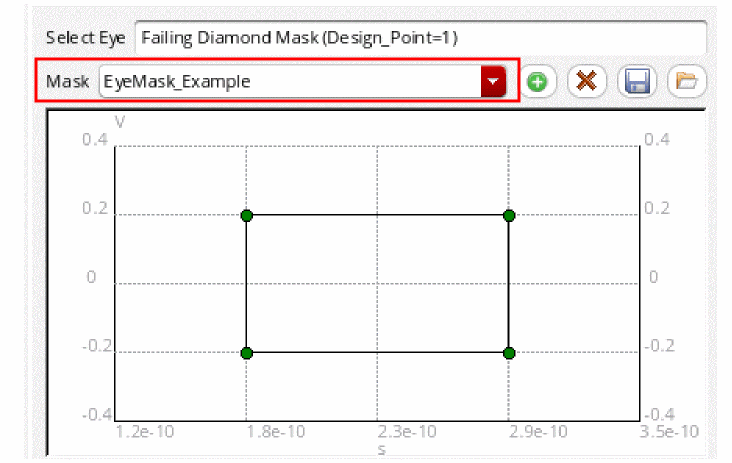 Select Eye Failing Diamond Mask (Design_Point=1)
Mask EyeMask_Example
V
0.4 0.4
0.2 0.2
0 0
-0.2 -0.2
-0.4 -0.4
1.2e-10 1.8e-10 2.3e-10 2.9e-10 3.5e-10
s